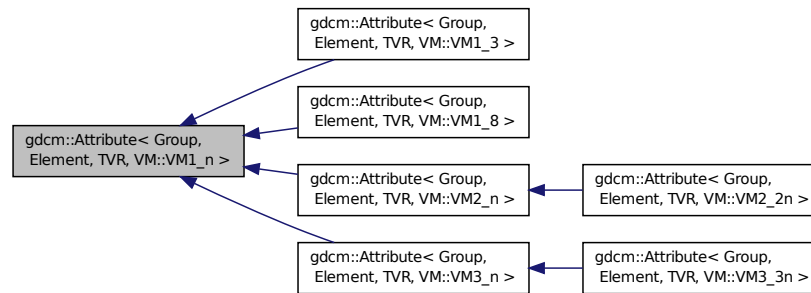 gdcm::Attribute< Group,
Element, TVR, VM::VM1_3 >
gdcm::Attribute< Group,
Element, TVR, VM::VM1_8 >
gdcm::Attribute< Group,
Element, TVR, VM::VM1_n >
gdcm::Attribute< Group,
Element, TVR, VM::VM2_n >
gdcm::Attribute< Group,
Element, TVR, VM::VM2_2n >
gdcm::Attribute< Group,
Element, TVR, VM::VM3_n >
gdcm::Attribute< Group,
Element, TVR, VM::VM3_3n >